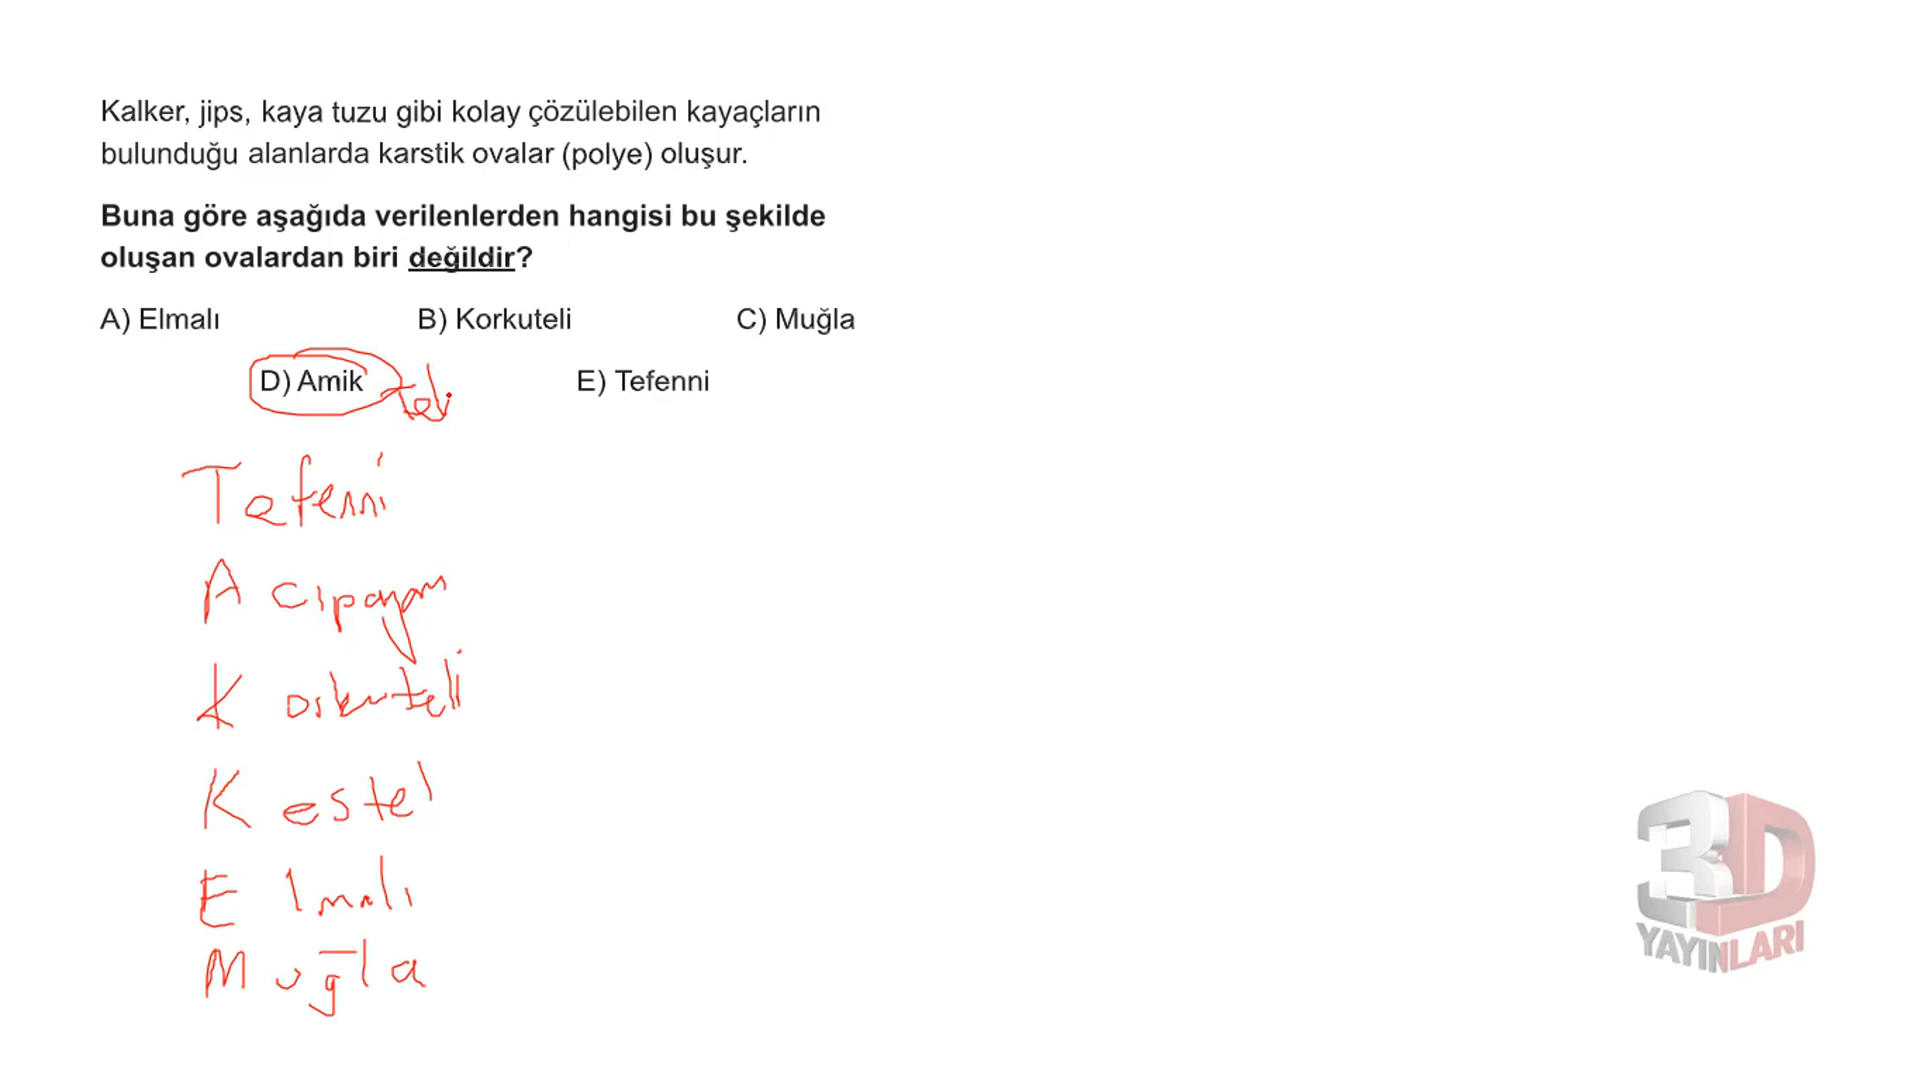 Kalker, jips, kaya tuzu gibi kolay çözülebilen kayaçların
bulunduğu alanlarda karstik ovalar (polye) oluşur.
Buna göre aşağıda verilenlerden hangisi bu şekilde
oluşan ovalardan biri değildir?
A) Elmalı B) Korkuteli C) Muğla
D) Amik E) Tefenni
Tefenni
Acıpayam
Korkuteli
Kestel
Elmalı
Muğla
3D
YAYINLARI